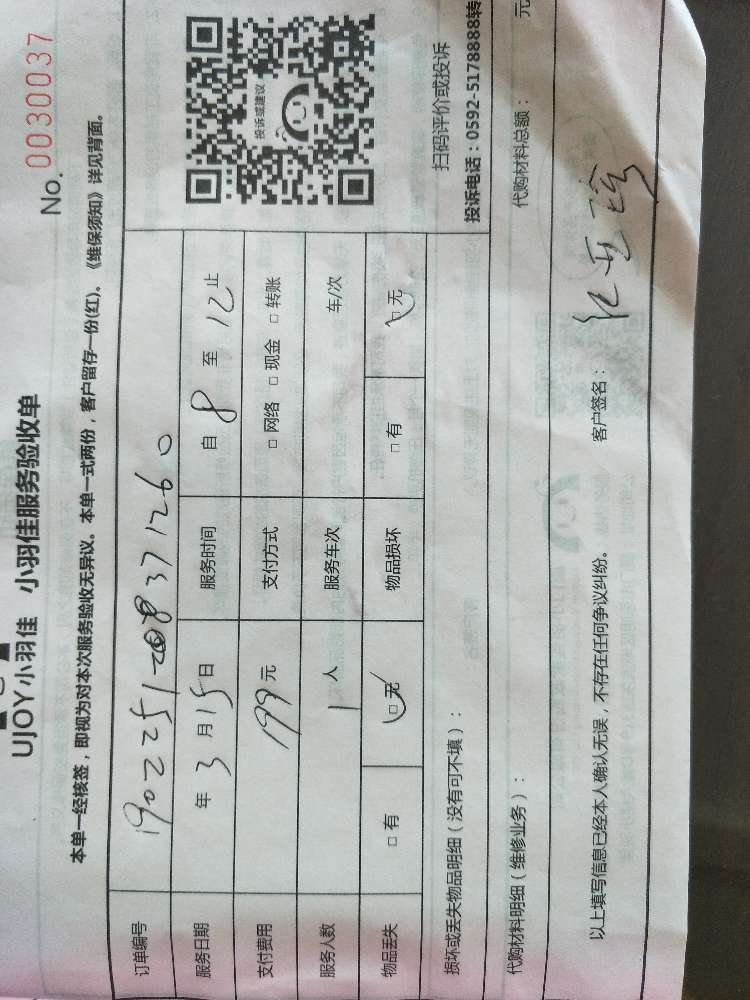 No. 0030037
UJOY小羽佳 小羽佳服务验收单
本单一经核签，即视为对本次服务验收无异议。本单一式两份，客户留存一份(红)。《维保须知》详见背面。
订单编号
服务日期 年 3 月 15 日 服务时间 自 8 至 12 止
支付费用 199 元 支付方式 □ 网络 □ 现金 □ 转账
服务人数 1 人 服务车次 车/次
物品丢失 □ 有 □ 无 物品损坏 □ 有 □ 无
投诉或建议
扫码评价或投诉
投诉电话：0592-5178888转
损坏或丢失物品明细（没有可不填）：
代购材料明细（维修业务）： 代购材料总额： 元
以上填写信息已经本人确认无误，不存在任何争议纠纷。 客户签名：